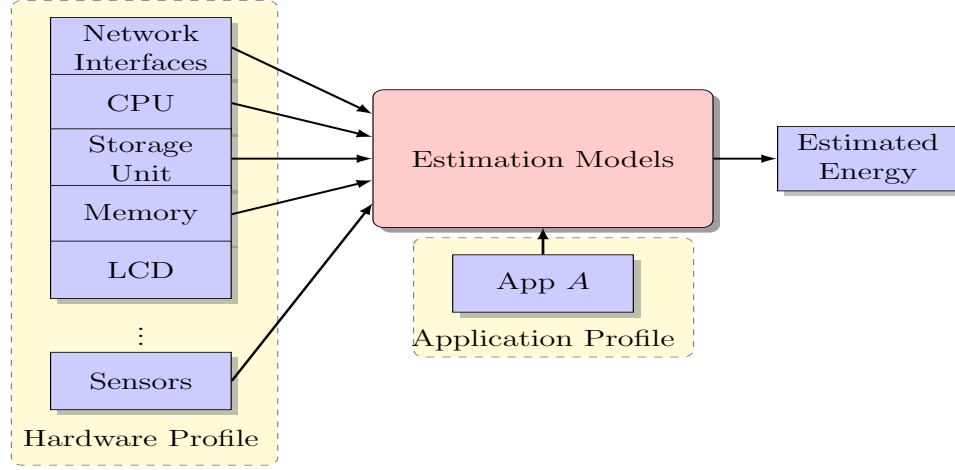 Network
Interfaces
CPU
Storage
Unit
Memory
LCD
...
Sensors
Hardware Profile
Estimation Models
App A
Application Profile
Estimated
Energy